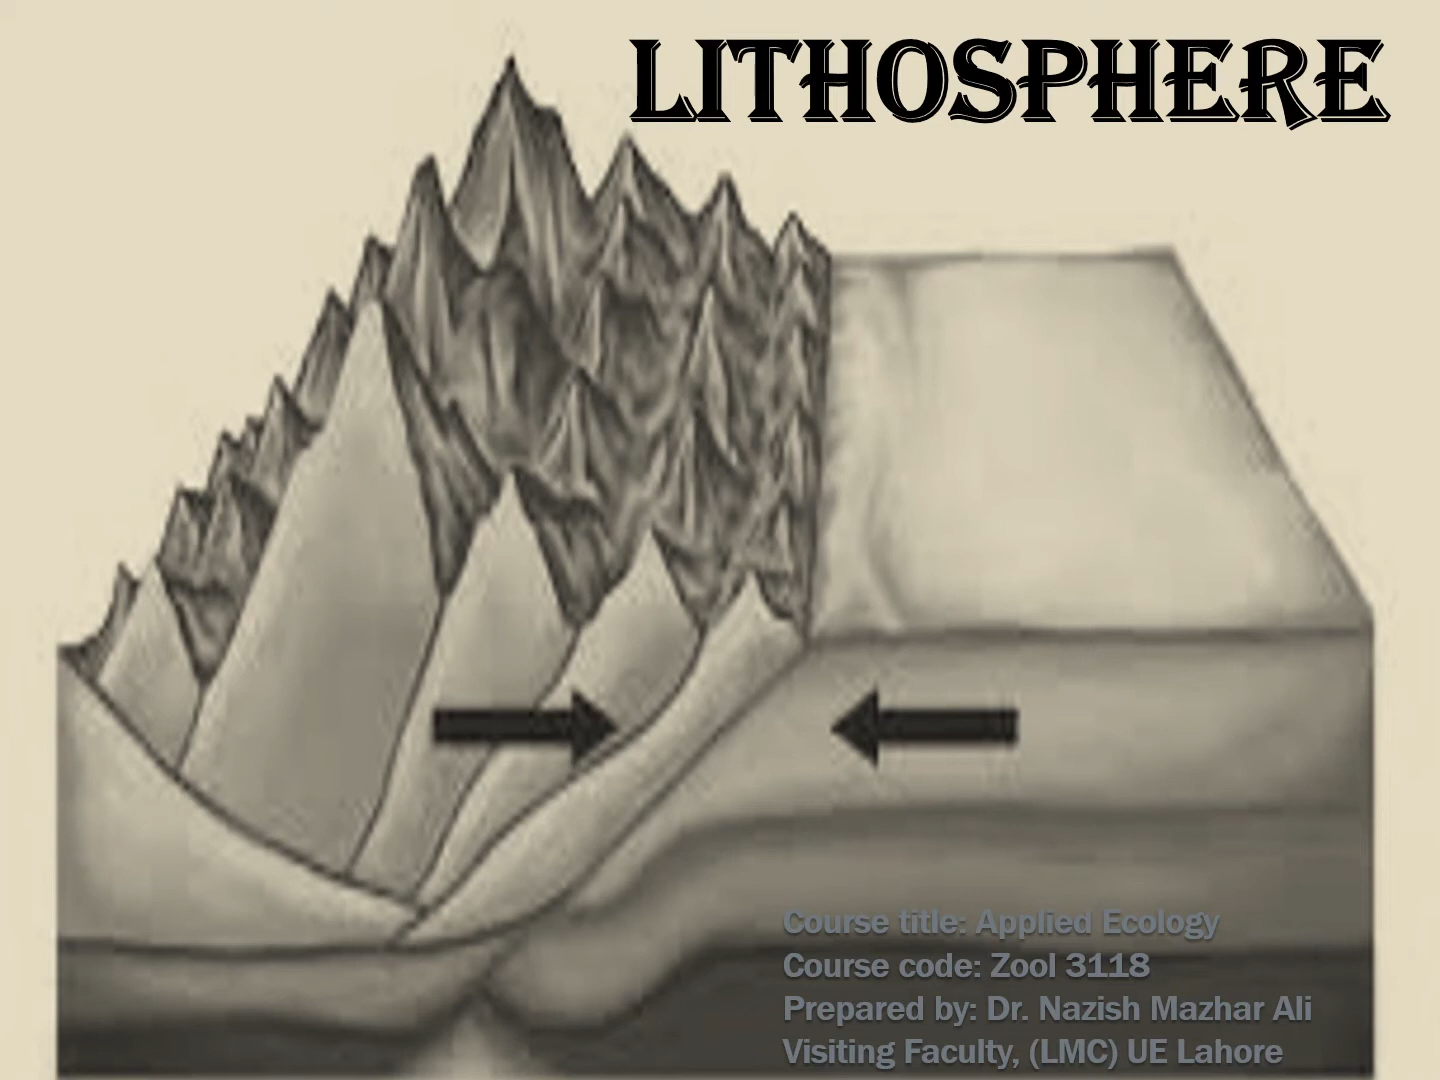 LITHOSPHERE
Course title: Applied Ecology
Course code: Zool 3118
Prepared by: Dr. Nazish Mazhar Ali
Visiting Faculty, (LMC) UE Lahore